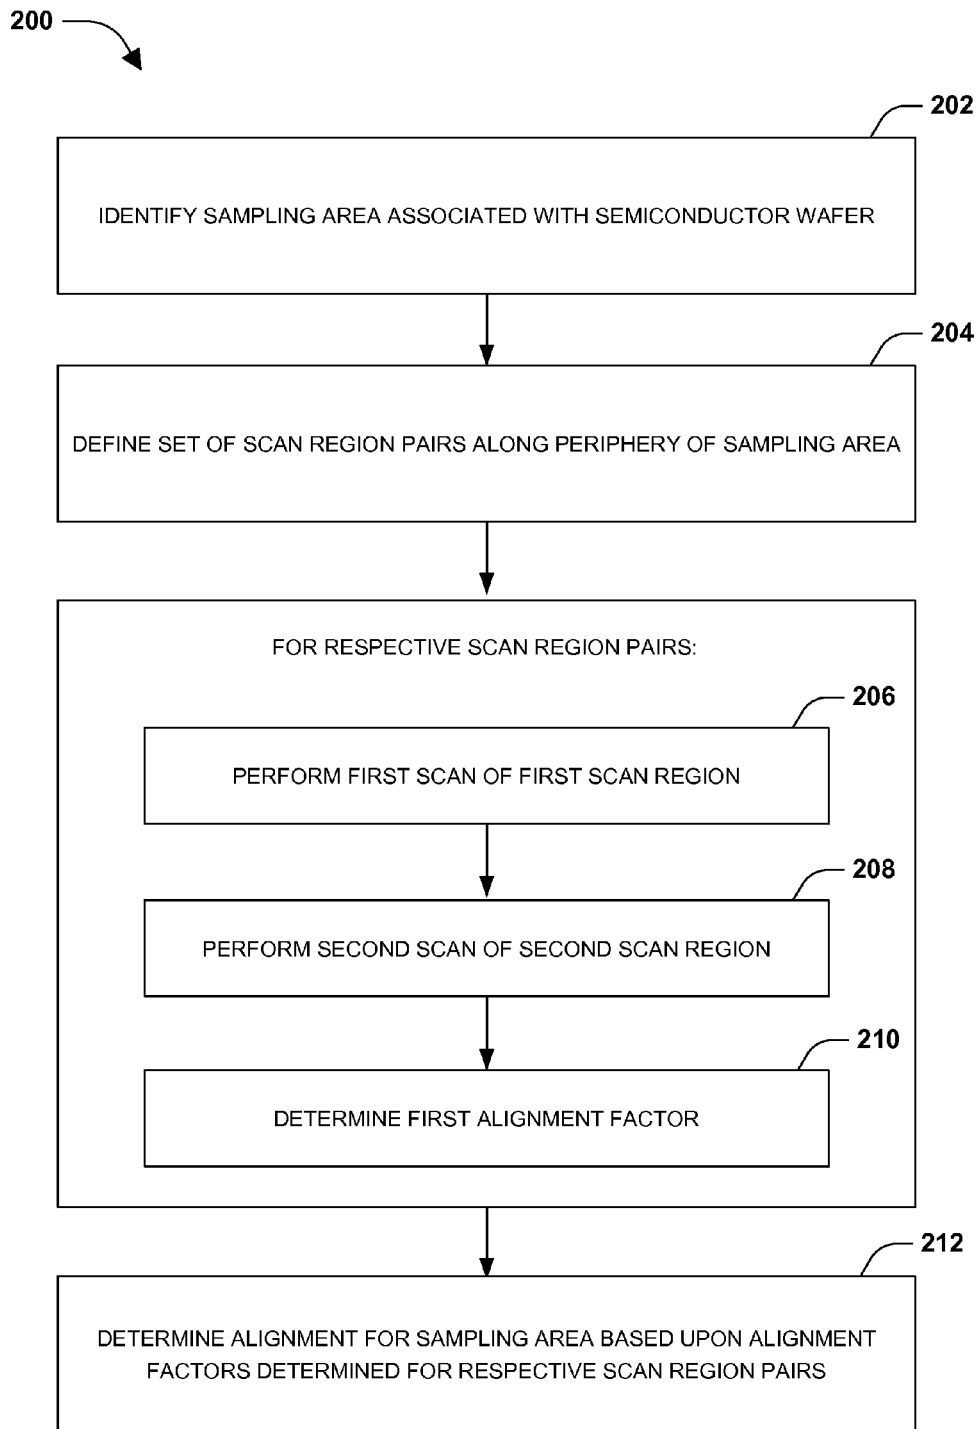 200
202
IDENTIFY SAMPLING AREA ASSOCIATED WITH SEMICONDUCTOR WAFER
204
DEFINE SET OF SCAN REGION PAIRS ALONG PERIPHERY OF SAMPLING AREA
FOR RESPECTIVE SCAN REGION PAIRS:
206
PERFORM FIRST SCAN OF FIRST SCAN REGION
208
PERFORM SECOND SCAN OF SECOND SCAN REGION
210
DETERMINE FIRST ALIGNMENT FACTOR
212
DETERMINE ALIGNMENT FOR SAMPLING AREA BASED UPON ALIGNMENT
FACTORS DETERMINED FOR RESPECTIVE SCAN REGION PAIRS